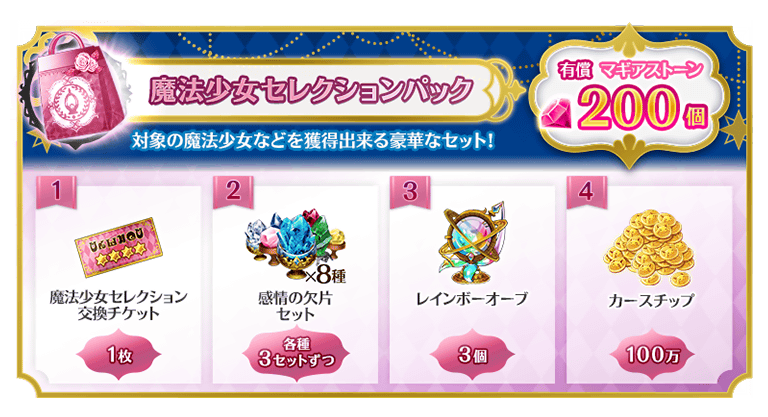 魔法少女セレクションパック
対象の魔法少女などを獲得出来る豪華なセット!
有償 マギアストーン
200個
1
魔法少女セレクション
交換チケット
1枚
2
×8種
感情の欠片
セット
各種
3セットずつ
3
レインボーオーブ
3個
4
カースチップ
100万